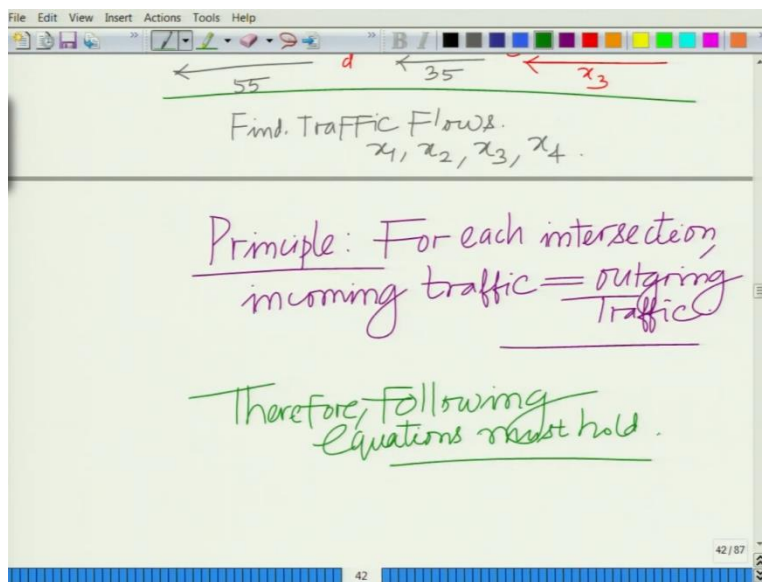 File Edit View Insert Actions Tools Help
B I
d
55 35 x3
Find. Traffic Flows.
x1, x2, x3, x4.
Principle: For each intersection,
incoming traffic = outgoing
Traffic.
Therefore, Following
equations must hold.
42/87
42